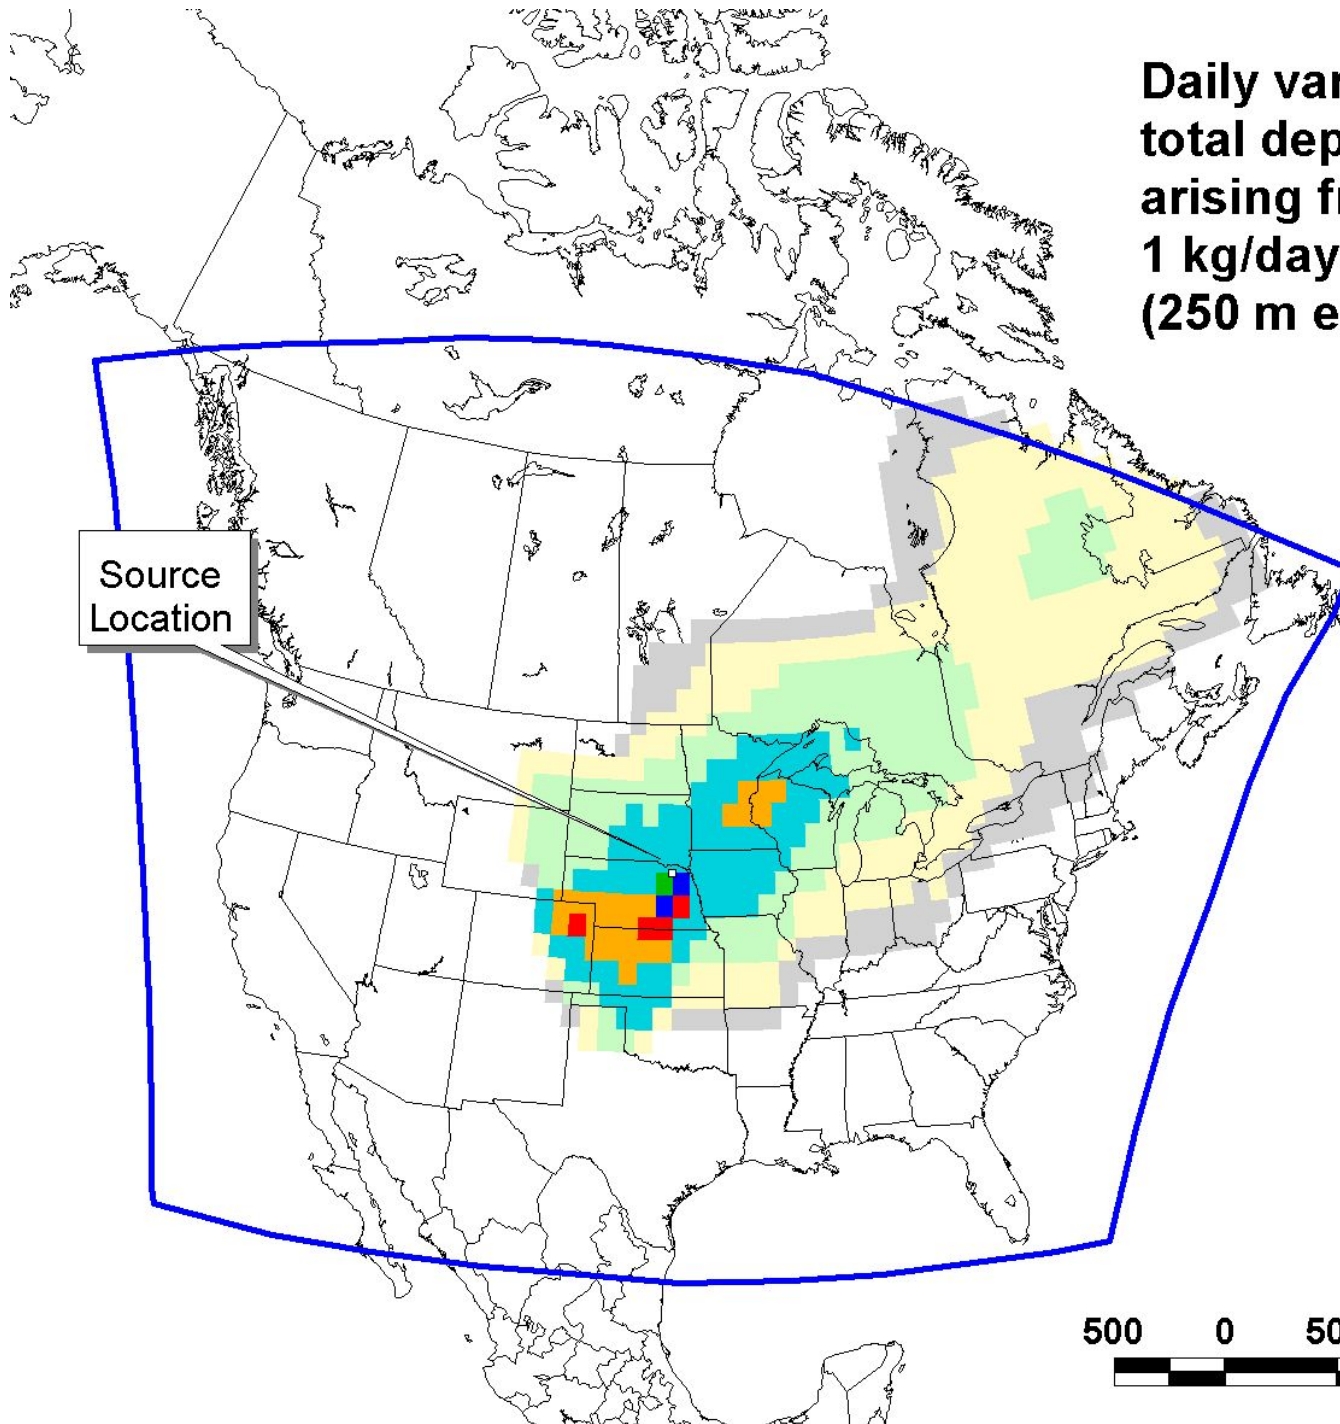 Daily var
total dep
arising fr
1 kg/day
(250 m e
Source
Location
500 0 50